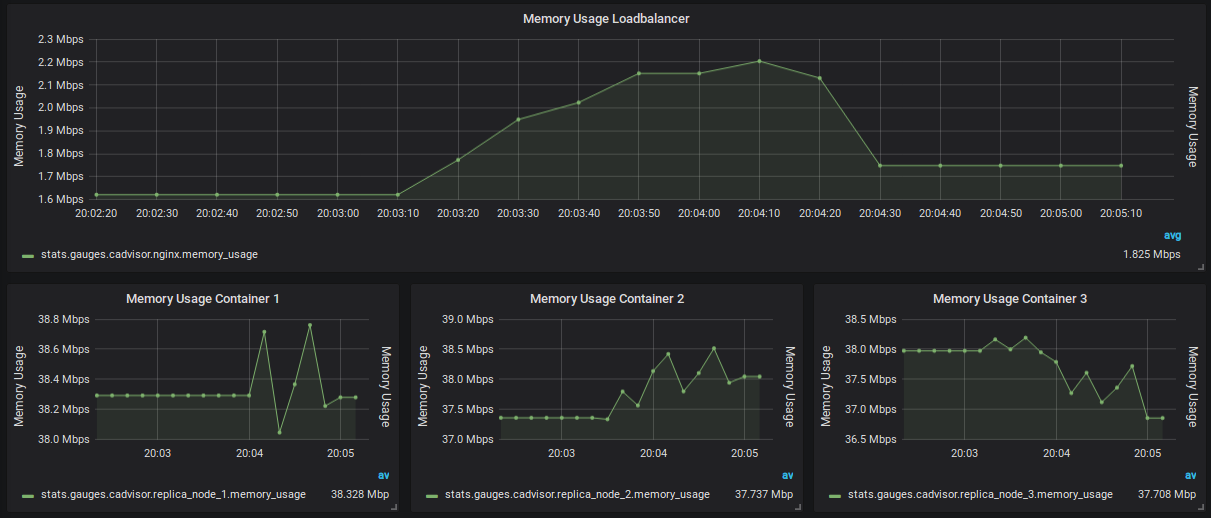 Memory Usage Loadbalancer
2.3 Mbps
2.2 Mbps
2.1 Mbps
2.0 Mbps
1.9 Mbps
1.8 Mbps
1.7 Mbps
1.6 Mbps
Memory Usage
Memory Usage
20:02:20 20:02:30 20:02:40 20:02:50 20:03:00 20:03:10 20:03:20 20:03:30 20:03:40 20:03:50 20:04:00 20:04:10 20:04:20 20:04:30 20:04:40 20:04:50 20:05:00 20:05:10
avg
stats.gauges.cadvisor.nginx.memory_usage 1.825 Mbps
Memory Usage Container 1
38.8 Mbps
38.6 Mbps
38.4 Mbps
38.2 Mbps
38.0 Mbps
Memory Usage
Memory Usage
20:03 20:04 20:05
av
stats.gauges.cadvisor.replica_node_1.memory_usage 38.328 Mbp
Memory Usage Container 2
39.0 Mbps
38.5 Mbps
38.0 Mbps
37.5 Mbps
37.0 Mbps
Memory Usage
Memory Usage
20:03 20:04 20:05
av
stats.gauges.cadvisor.replica_node_2.memory_usage 37.737 Mbp
Memory Usage Container 3
38.5 Mbps
38.0 Mbps
37.5 Mbps
37.0 Mbps
36.5 Mbps
Memory Usage
Memory Usage
20:03 20:04 20:05
av
stats.gauges.cadvisor.replica_node_3.memory_usage 37.708 Mbp